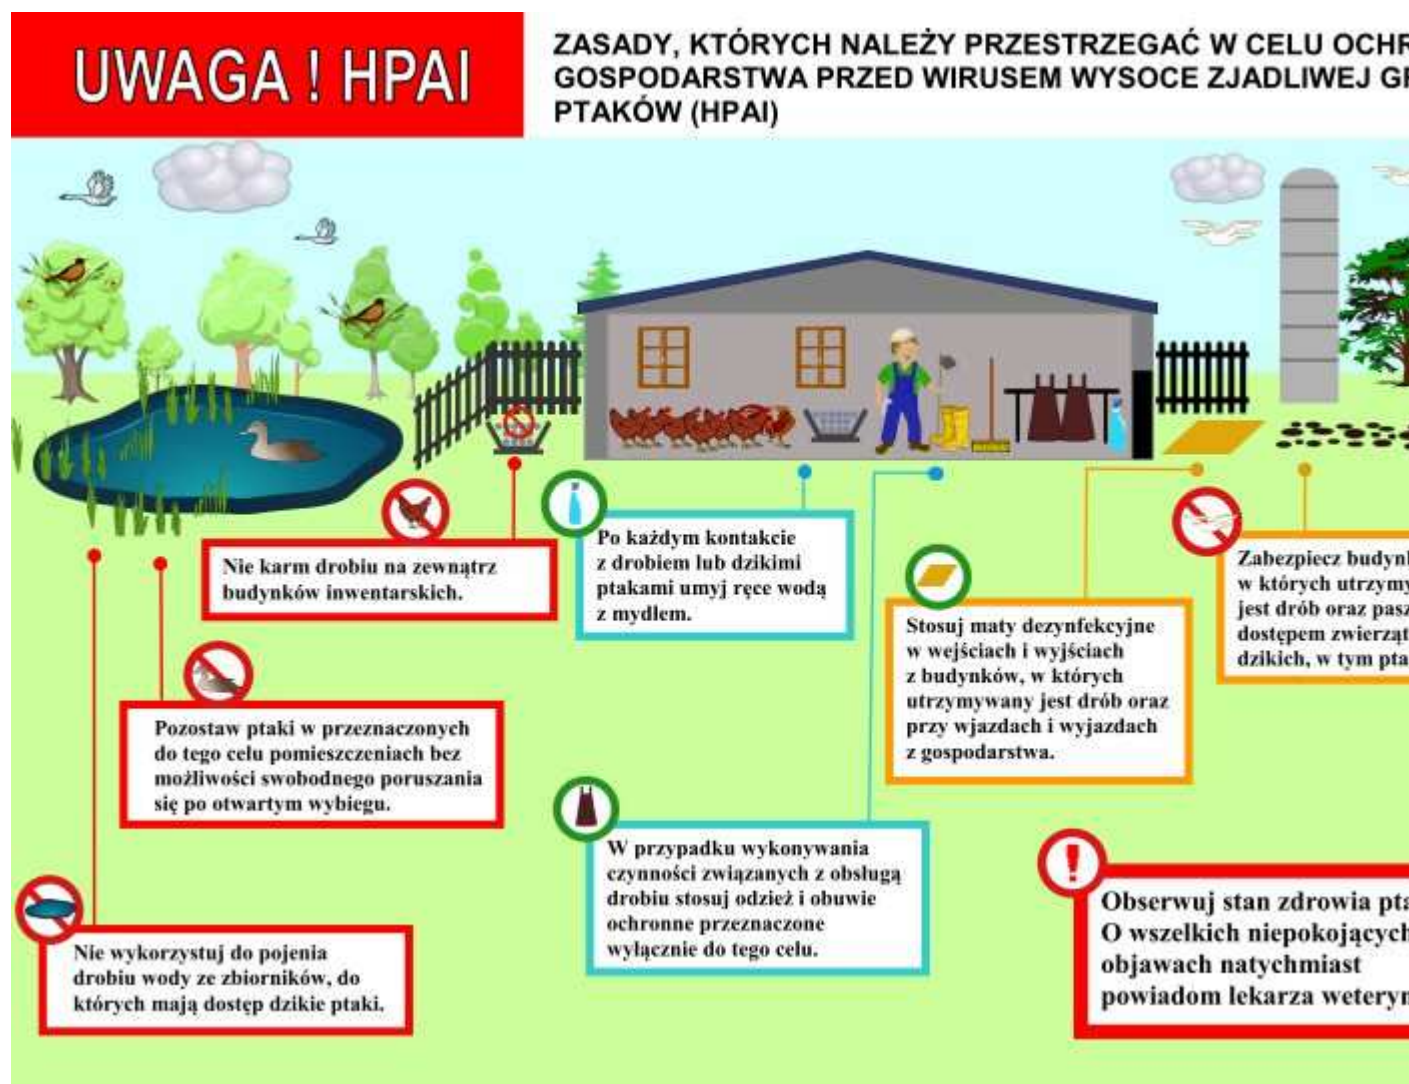 UWAGA ! HPAI
ZASADY, KTÓRYCH NALEŻY PRZESTRZEGAĆ W CELU
GOSPODARSTWA PRZED WIRUSEM WYSOCE ZJADLIWEJ
PTAKÓW (HPAI)
Nie karm drobiu na zewnątrz
budynków inwentarskich.
Po każdym kontakcie
z drobiem lub dzikimi
ptakami umyj ręce wodą
z mydłem.
Stosuj maty dezynfekcyjne
w wejściach i wyjściach
z budynków, w których
utrzymywany jest drób oraz
przy wjazdach i wyjazdach
z gospodarstwa.
Zabezpiecz
w których
jest drób oraz
dostępem zwierząt
dzikich, w tym
Pozostaw ptaki w przeznaczonych
do tego celu pomieszczeniach bez
możliwości swobodnego poruszania
się po otwartym wybiegu.
W przypadku wykonywania
czynności związanych z obsługą
drobiu stosuj odzież i obuwie
ochronne przeznaczone
wyłącznie do tego celu.
Nie wykorzystuj do pojenia
drobiu wody ze zbiorników, do
których mają dostęp dzikie ptaki.
Obserwuj stan zdrowia
O wszelkich niepokojących
objawach natychmiast
powiadom lekarza